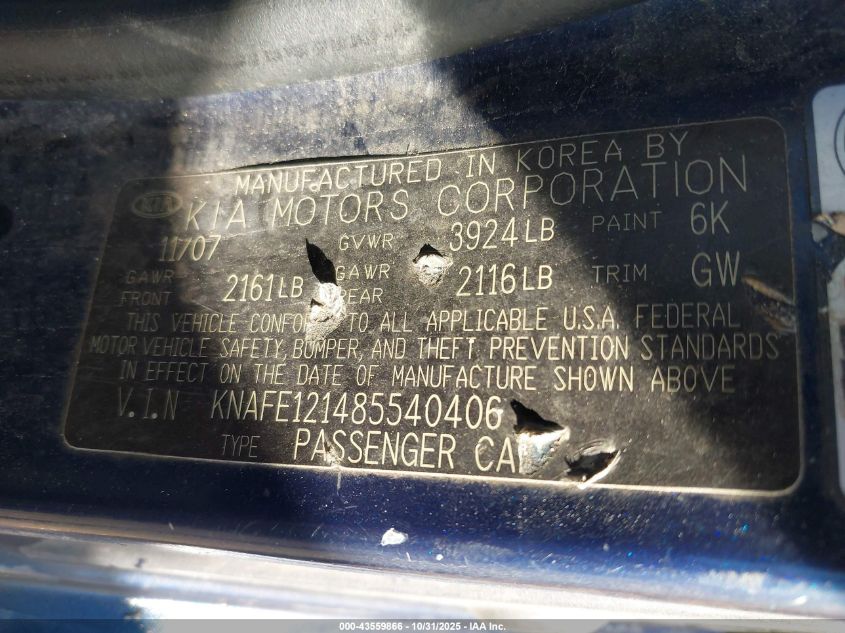 MANUFACTURED IN KOREA BY
KIA KIA MOTORS CORPORATION
11707 GVWR 3924LB PAINT 6K
GAWR FRONT 2161LB GAWR REAR 2116LB TRIM GW
THIS VEHICLE CONFO TO ALL APPLICABLE U.S.A. FEDERAL
MOTOR VEHICLE SAFETY, BUMPER, AND THEFT PREVENTION STANDARDS
IN EFFECT ON THE DATE OF MANUFACTURE SHOWN ABOVE
V.I.N KNAFE121485540406
TYPE PASSENGER CA
000-43559866 - 10/31/2025 - IAA Inc.